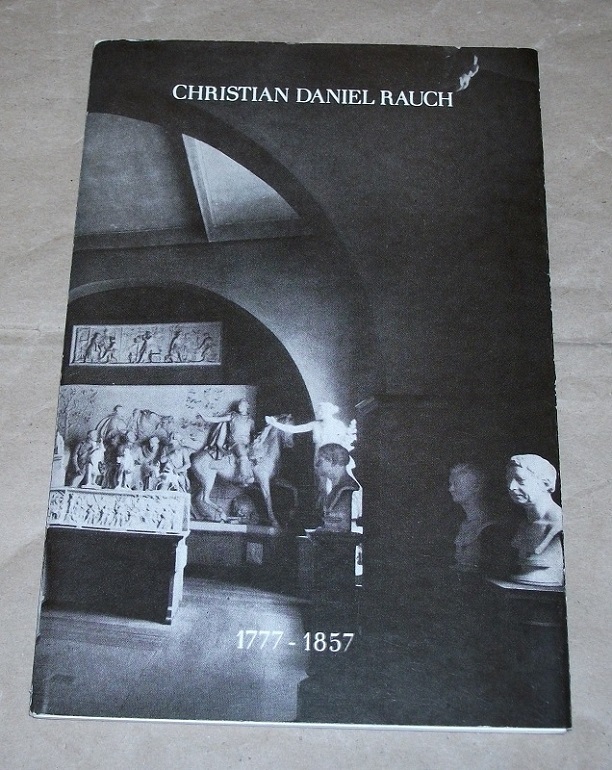 CHRISTIAN DANIEL RAUCH
1777 - 1857